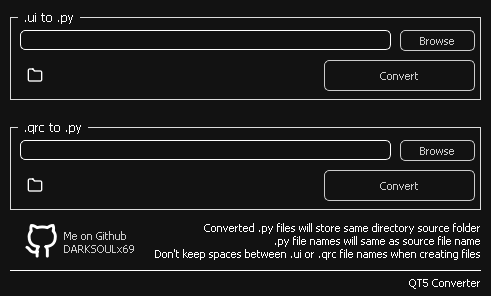 .ui to .py
Browse
Convert
.qrc to .py
Browse
Convert
Me on Github
DARKSOULx69
Converted .py files will store same directory source folder
.py file names will same as source file name
Don't keep spaces between .ui or .qrc file names when creating files
QT5 Converter